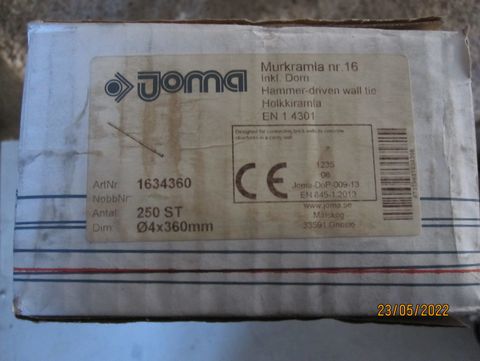 Joma
Murkramla nr.16
Inkl. Dorn
Hammer-driven wall tie
Holkkiramla
EN 1 4301
Designed for connecting brick walls to concrete
structures in a cavity wall
CE
1235
06
Joma-DoP-009-13
EN 845-1:2013
www.joma.se
Målskog
33591 Gnosjö
ArtNr: 1634360
NobbNr:
Antal: 250 ST
Dim: Ø4x360mm
23/05/2022